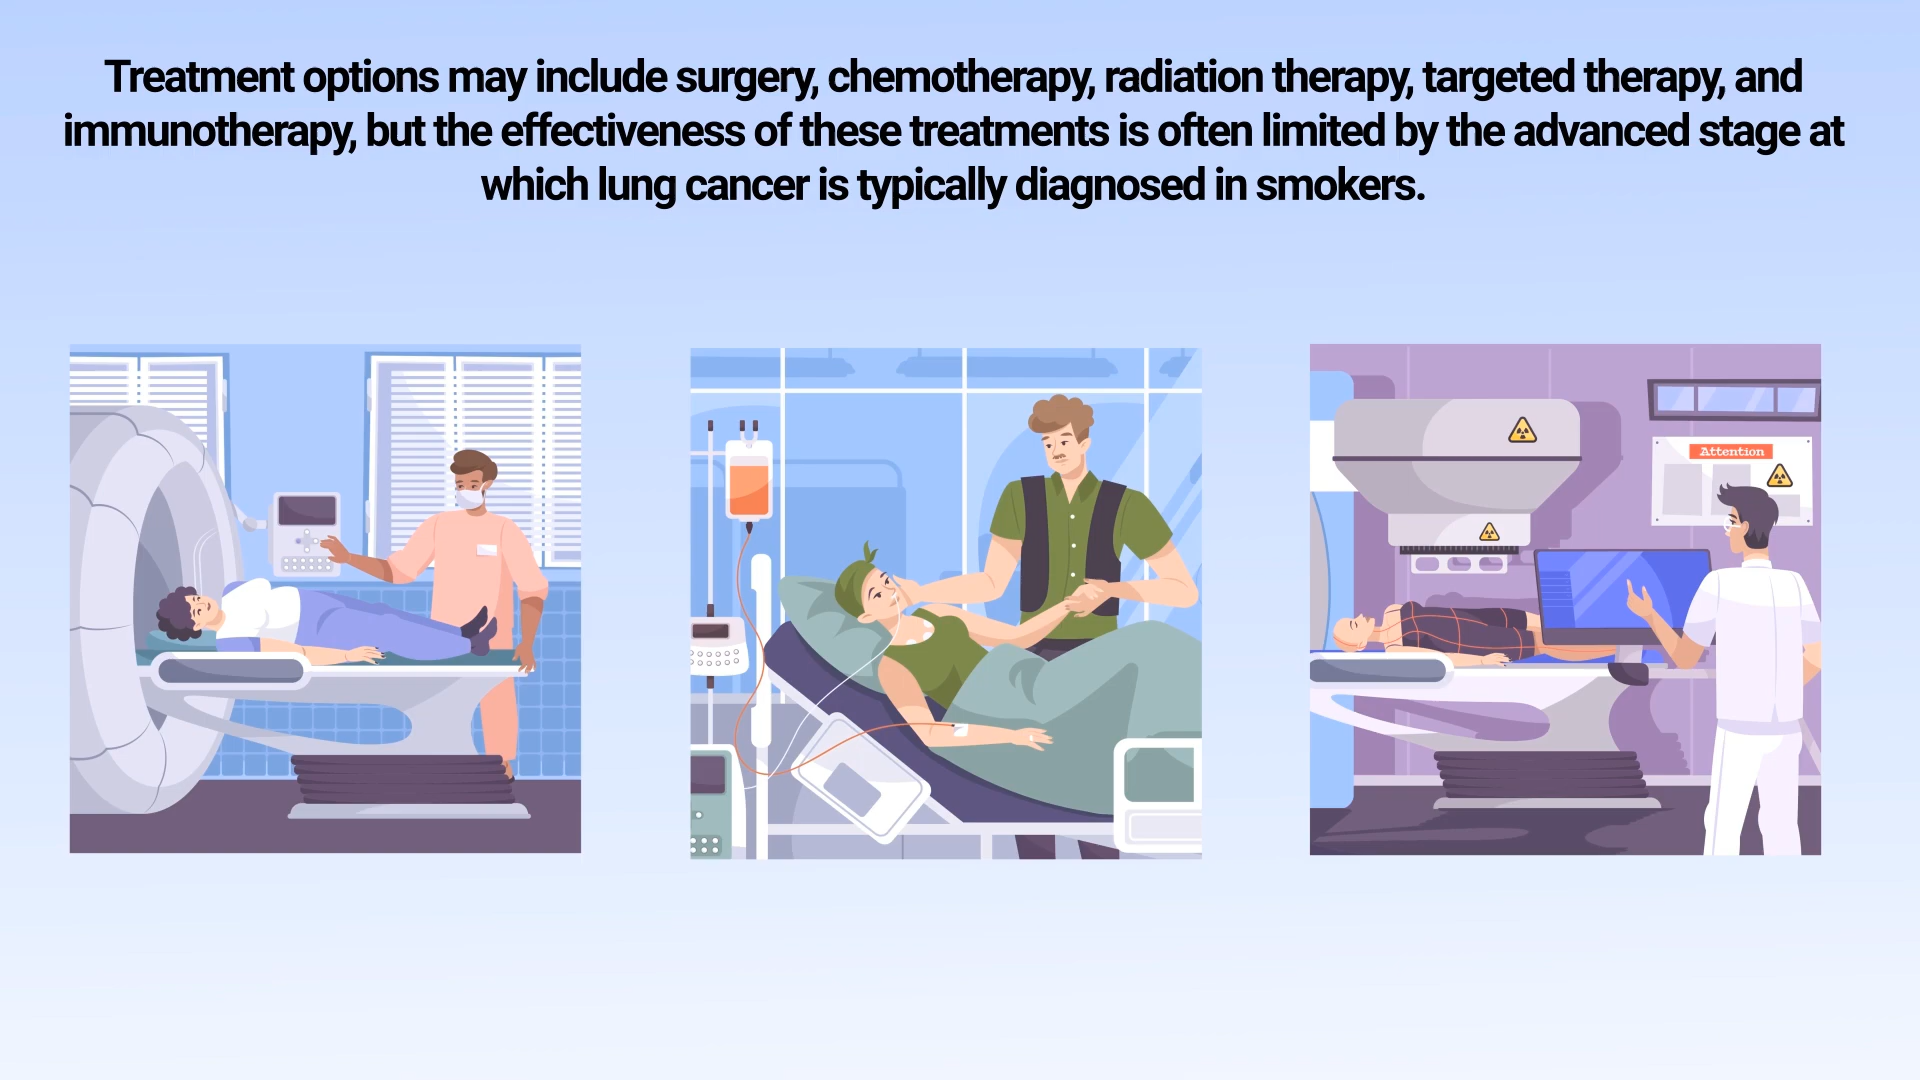 Treatment options may include surgery, chemotherapy, radiation therapy, targeted therapy, and
immunotherapy, but the effectiveness of these treatments is often limited by the advanced stage at
which lung cancer is typically diagnosed in smokers.
Attention